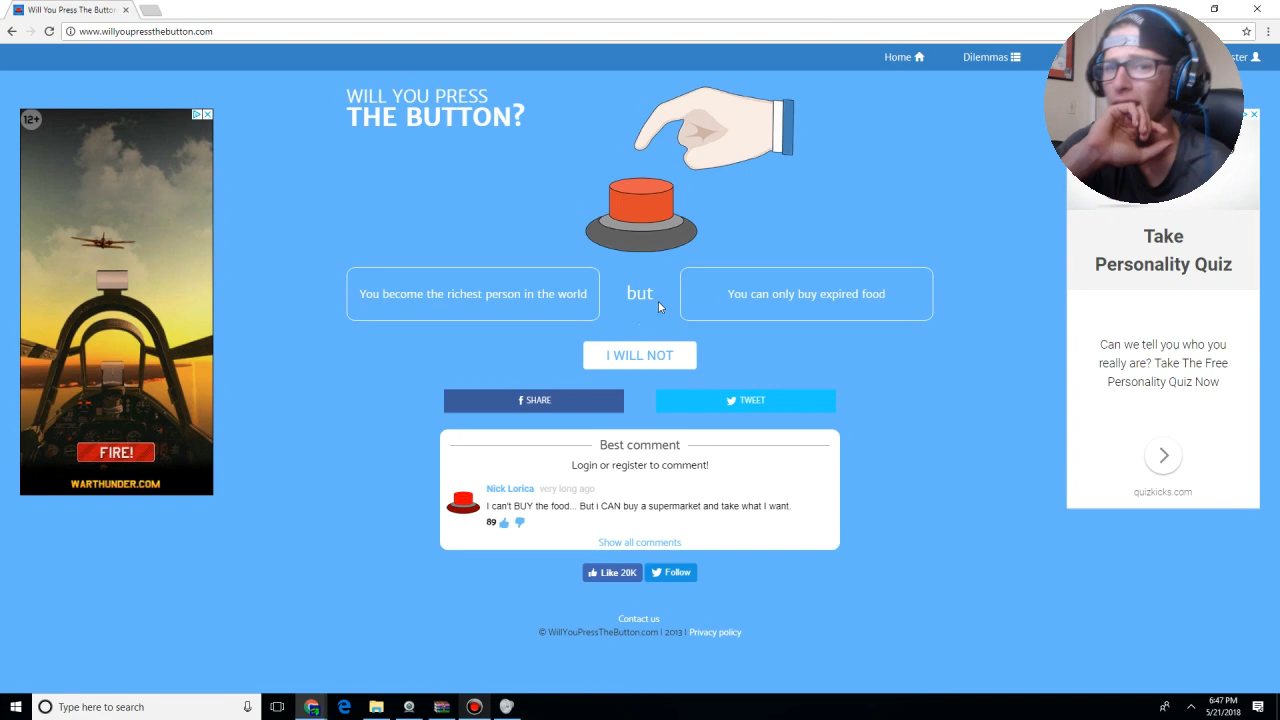 Will You Press The Butto
www.willyoupressthebutton.com
Home
Dilemmas
ster
WILL YOU PRESS
THE BUTTON?
12+
FIRE!
WARTHUNDER.COM
You become the richest person in the world
but
You can only buy expired food
I WILL NOT
SHARE
TWEET
Best comment
Login or register to comment!
Nick Lorica very long ago
I can't BUY the food... But i CAN buy a supermarket and take what I want.
89
Show all comments
Like 20K
Follow
Contact us
© WillYouPressTheButton.com | 2013 | Privacy policy
Take
Personality Quiz
Can we tell you who you
really are? Take The Free
Personality Quiz Now
quizkicks.com
Type here to search
6:47 PM
5/21/2018